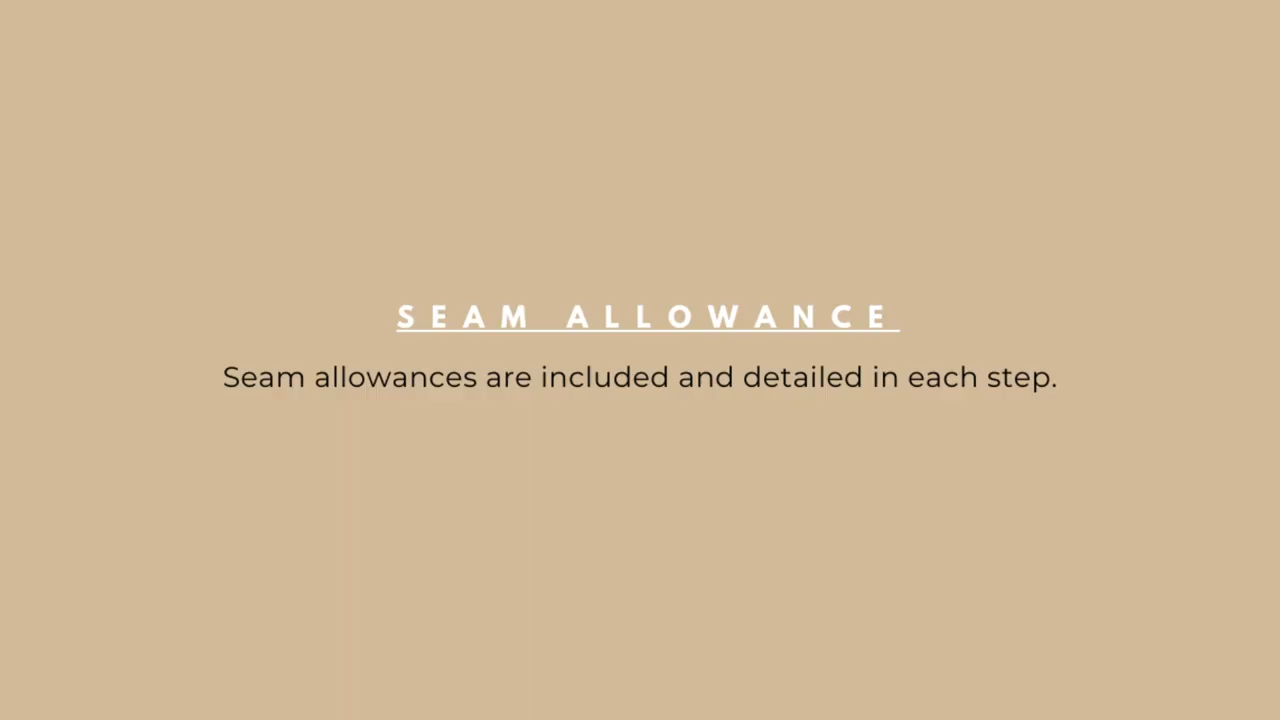 SEAM ALLOWANCE
Seam allowances are included and detailed in each step.